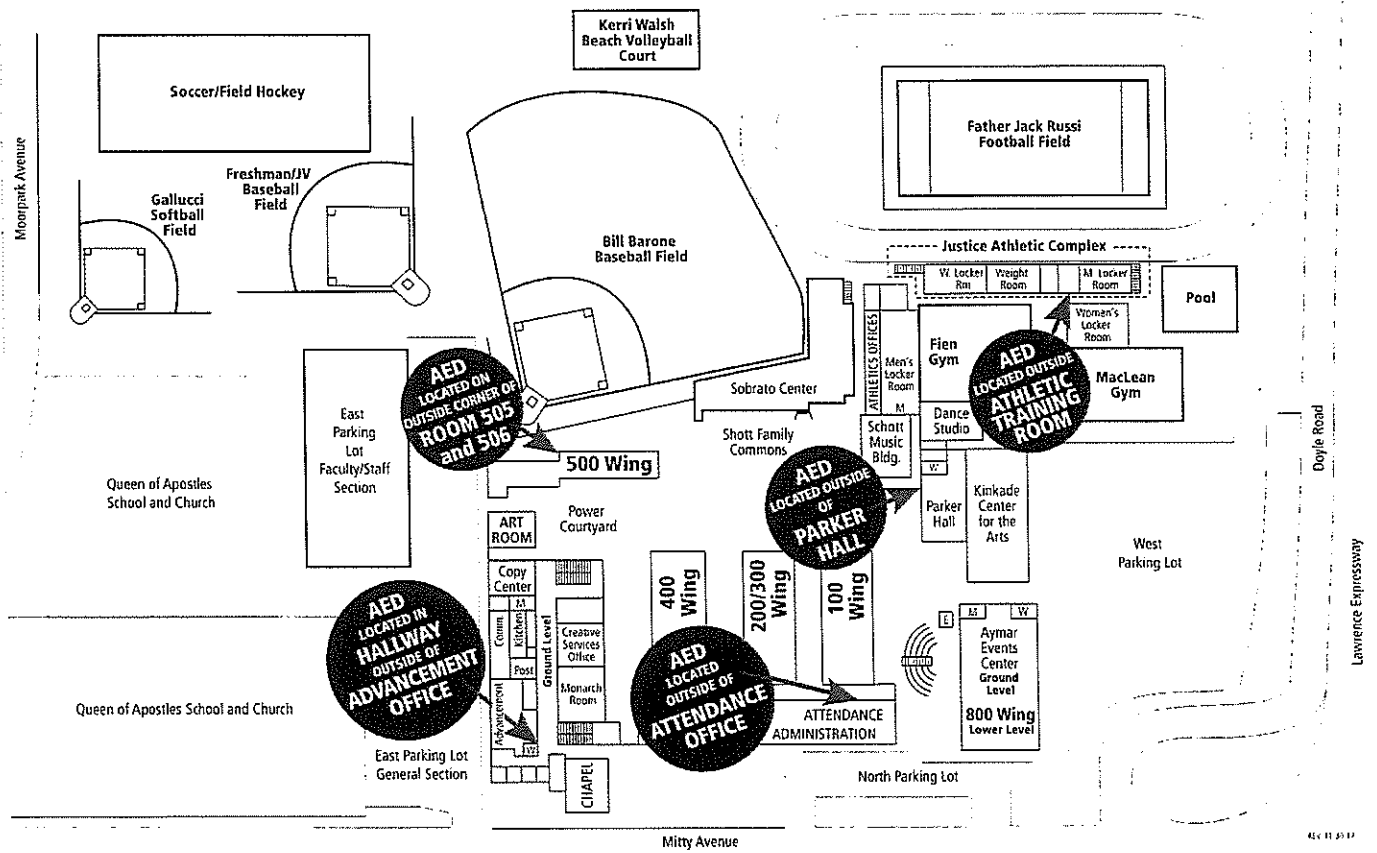 Kerri Walsh
Beach Volleyball
Court
Soccer/Field Hockey
Father Jack Russi
Football Field
Moorpark Avenue
Freshman/JV
Baseball
Field
Gallucci
Softball
Field
Bill Barone
Baseball Field
Justice Athletic Complex
W. Locker
Rm
Weight
Room
M Locker
Room
Pool
Women's
Locker
Room
ATHLETICS OFFICES
Men's
Locker
Room
M
Fien
Gym
MacLean
Gym
AED
LOCATED OUTSIDE
ATHLETIC
TRAINING
ROOM
Sobrato Center
Dance
Studio
Schott
Music
Bldg.
Shott Family
Commons
W
AED
LOCATED ON
OUTSIDE CORNER OF
ROOM 505
and 506
500 Wing
East
Parking
Lot
Faculty/Staff
Section
Queen of Apostles
School and Church
AED
LOCATED OUTSIDE
OF
PARKER
HALL
Parker
Hall
Kinkade
Center
for the
Arts
Doyle Road
West
Parking Lot
Lawrence Expressway
ART
ROOM
Power
Courtyard
Copy
Center
M
Comm.
Kitchen
Post
Ground Level
Creative
Services
Office
Monarch
Room
Advancement
W
400
Wing
200/300
Wing
100
Wing
AED
LOCATED IN
HALLWAY
OUTSIDE OF
ADVANCEMENT
OFFICE
AED
LOCATED
OUTSIDE OF
ATTENDANCE
OFFICE
ATTENDANCE
ADMINISTRATION
E
M
W
Aymar
Events
Center
Ground
Level
800 Wing
Lower Level
Queen of Apostles School and Church
East Parking Lot
General Section
CHAPEL
North Parking Lot
Mitty Avenue